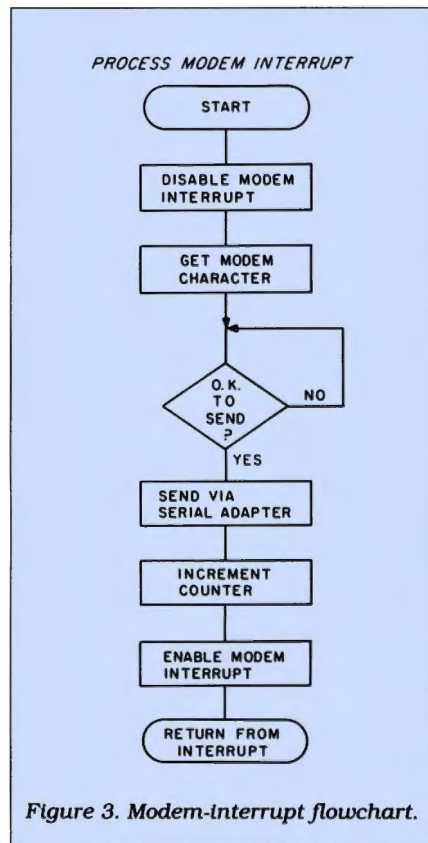 PROCESS MODEM INTERRUPT
START
DISABLE MODEM
INTERRUPT
GET MODEM
CHARACTER
O.K.
TO
SEND
?
NO
YES
SEND VIA
SERIAL ADAPTER
INCREMENT
COUNTER
ENABLE MODEM
INTERRUPT
RETURN FROM
INTERRUPT
Figure 3. Modem-interrupt flowchart.